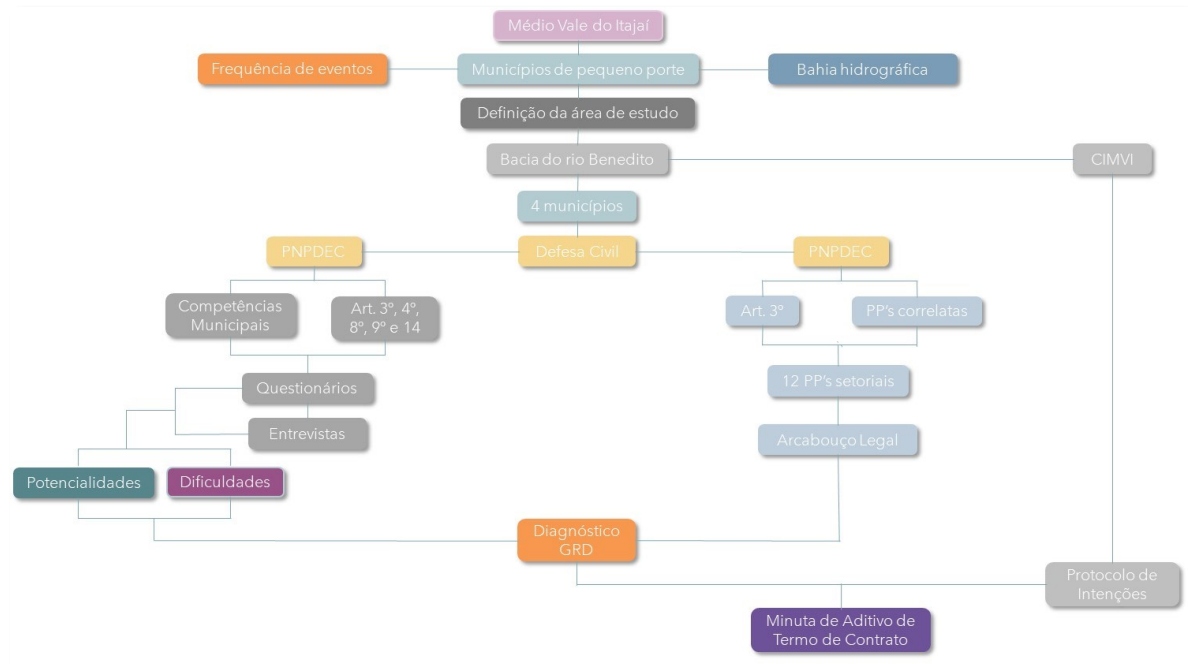 Médio Vale do Itajaí
Frequência de eventos
Municípios de pequeno porte
Bahia hidrográfica
Definição da área de estudo
Bacia do rio Benedito
CIMVI
4 municípios
PNPDEC
Defesa Civil
PNPDEC
Competências
Municipais
Art. 3º, 4º,
8º, 9º e 14
Art. 3º
PP's correlatas
Questionários
12 PP's setoriais
Entrevistas
Arcabouço Legal
Potencialidades
Dificuldades
Diagnóstico
GRD
Protocolo de
Intenções
Minuta de Aditivo de
Termo de Contrato